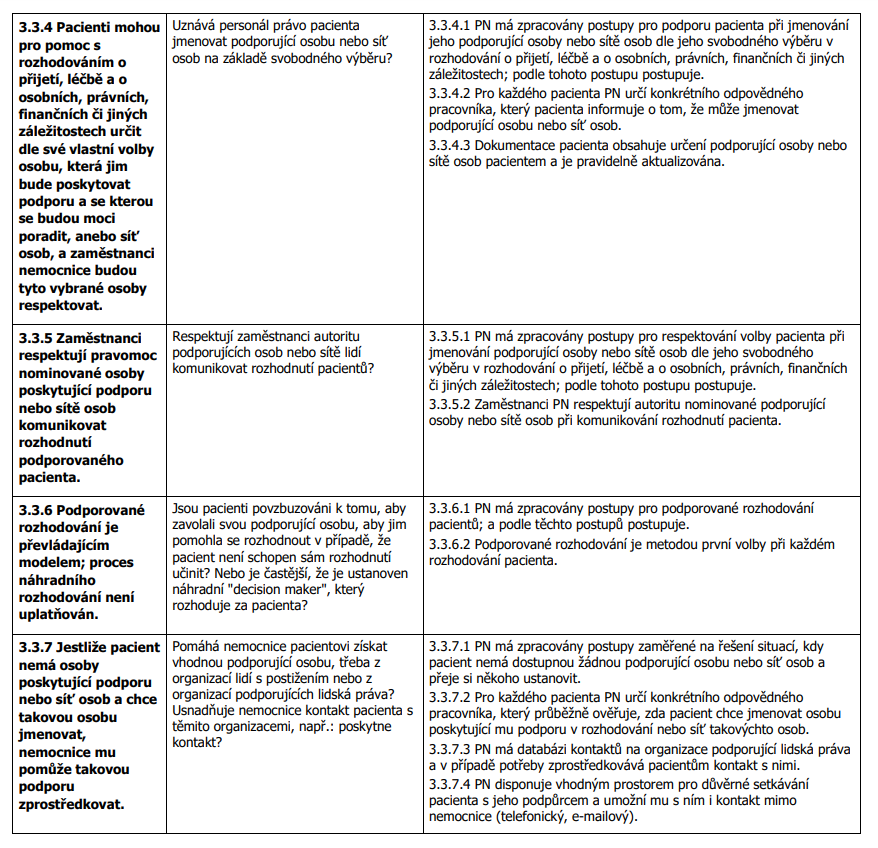 3.3.4 Pacienti mohou
pro pomoc s
rozhodováním o
přijetí, léčbě a o
osobních, právních,
finančních či jiných
záležitostech určit
dle své vlastní volby
osobu, která jim
bude poskytovat
podporu a se kterou
se budou moci
poradit, anebo síť
osob, a zaměstnanci
nemocnice budou
tyto vybrané osoby
respektovat.
Uznává personál právo pacienta
jmenovat podporující osobu nebo síť
osob na základě svobodného výběru?
3.3.4.1 PN má zpracovány postupy pro podporu pacienta při jmenování
jeho podporující osoby nebo sítě osob dle jeho svobodného výběru v
rozhodování o přijetí, léčbě a o osobních, právních, finančních či jiných
záležitostech; podle tohoto postupu postupuje.
3.3.4.2 Pro každého pacienta PN určí konkrétního odpovědného
pracovníka, který pacienta informuje o tom, že může jmenovat
podporující osobu nebo síť osob.
3.3.4.3 Dokumentace pacienta obsahuje určení podporující osoby nebo
sítě osob pacientem a je pravidelně aktualizována.
3.3.5 Zaměstnanci
respektují pravomoc
nominované osoby
poskytující podporu
nebo sítě osob
komunikovat
rozhodnutí
podporovaného
pacienta.
Respektují zaměstnanci autoritu
podporujících osob nebo sítě lidí
komunikovat rozhodnutí pacientů?
3.3.5.1 PN má zpracovány postupy pro respektování volby pacienta při
jmenování podporující osoby nebo sítě osob dle jeho svobodného
výběru v rozhodování o přijetí, léčbě a o osobních, právních, finančních
či jiných záležitostech; podle tohoto postupu postupuje.
3.3.5.2 Zaměstnanci PN respektují autoritu nominované podporující
osoby nebo sítě osob při komunikování rozhodnutí pacienta.
3.3.6 Podporované
rozhodování je
převládajícím
modelem; proces
náhradního
rozhodování není
uplatňován.
Jsou pacienti povzbuzováni k tomu, aby
zavolali svou podporující osobu, aby jim
pomohla se rozhodnout v případě, že
pacient není schopen sám rozhodnutí
učinit? Nebo je častější, že je ustanoven
náhradní "decision maker", který
rozhoduje za pacienta?
3.3.6.1 PN má zpracovány postupy pro podporované rozhodování
pacientů; a podle těchto postupů postupuje.
3.3.6.2 Podporované rozhodování je metodou první volby při každém
rozhodování pacienta.
3.3.7 Jestliže pacient
nemá osoby
poskytující podporu
nebo síť osob a chce
takovou osobu
jmenovat,
nemocnice mu
pomůže takovou
podporu
zprostředkovat.
Pomáhá nemocnice pacientovi získat
vhodnou podporující osobu, třeba z
organizací lidí s postižením nebo z
organizací podporujících lidská práva?
Usnadňuje nemocnice kontakt pacienta s
těmito organizacemi, např.: poskytne
kontakt?
3.3.7.1 PN má zpracovány postupy zaměřené na řešení situací, kdy
pacient nemá dostupnou žádnou podporující osobu nebo síť osob a
přeje si někoho ustanovit.
3.3.7.2 Pro každého pacienta PN určí konkrétního odpovědného
pracovníka, který průběžně ověřuje, zda pacient chce jmenovat osobu
poskytující mu podporu v rozhodování nebo síť takovýchto osob.
3.3.7.3 PN má databázi kontaktů na organizace podporující lidská práva
a v případě potřeby zprostředkovává pacientům kontakt s nimi.
3.3.7.4 PN disponuje vhodným prostorem pro důvěrné setkávání
pacienta s jeho podpůrcem a umožní mu s ním i kontakt mimo
nemocnice (telefonický, e-mailový).